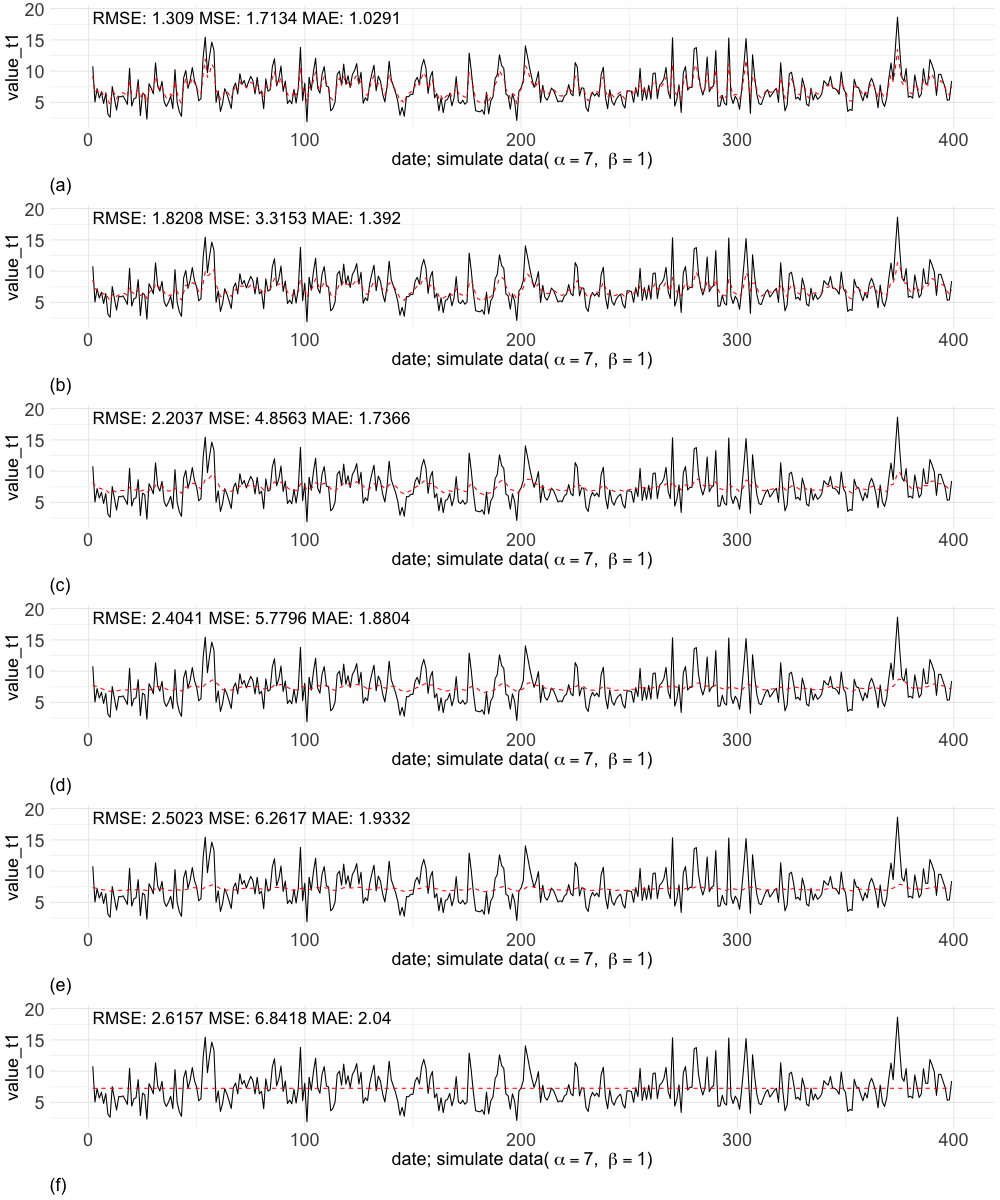 RMSE: 1.309 MSE: 1.7134 MAE: 1.0291
value_t1
20
15
10
5
0 100 200 300 400
date; simulate data( α = 7, β = 1)
(a)
RMSE: 1.8208 MSE: 3.3153 MAE: 1.392
value_t1
20
15
10
5
0 100 200 300 400
date; simulate data( α = 7, β = 1)
(b)
RMSE: 2.2037 MSE: 4.8563 MAE: 1.7366
value_t1
20
15
10
5
0 100 200 300 400
date; simulate data( α = 7, β = 1)
(c)
RMSE: 2.4041 MSE: 5.7796 MAE: 1.8804
value_t1
20
15
10
5
0 100 200 300 400
date; simulate data( α = 7, β = 1)
(d)
RMSE: 2.5023 MSE: 6.2617 MAE: 1.9332
value_t1
20
15
10
5
0 100 200 300 400
date; simulate data( α = 7, β = 1)
(e)
RMSE: 2.6157 MSE: 6.8418 MAE: 2.04
value_t1
20
15
10
5
0 100 200 300 400
date; simulate data( α = 7, β = 1)
(f)